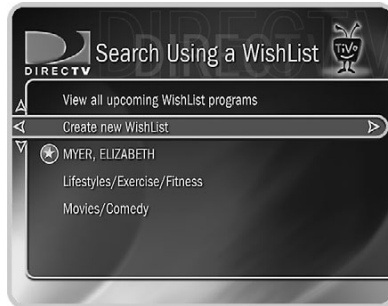 DIRECTV
Search Using a WishList
TiVo
DIRECTV
View all upcoming WishList programs
Create new WishList
MYER, ELIZABETH
Lifestyles/Exercise/Fitness
Movies/Comedy